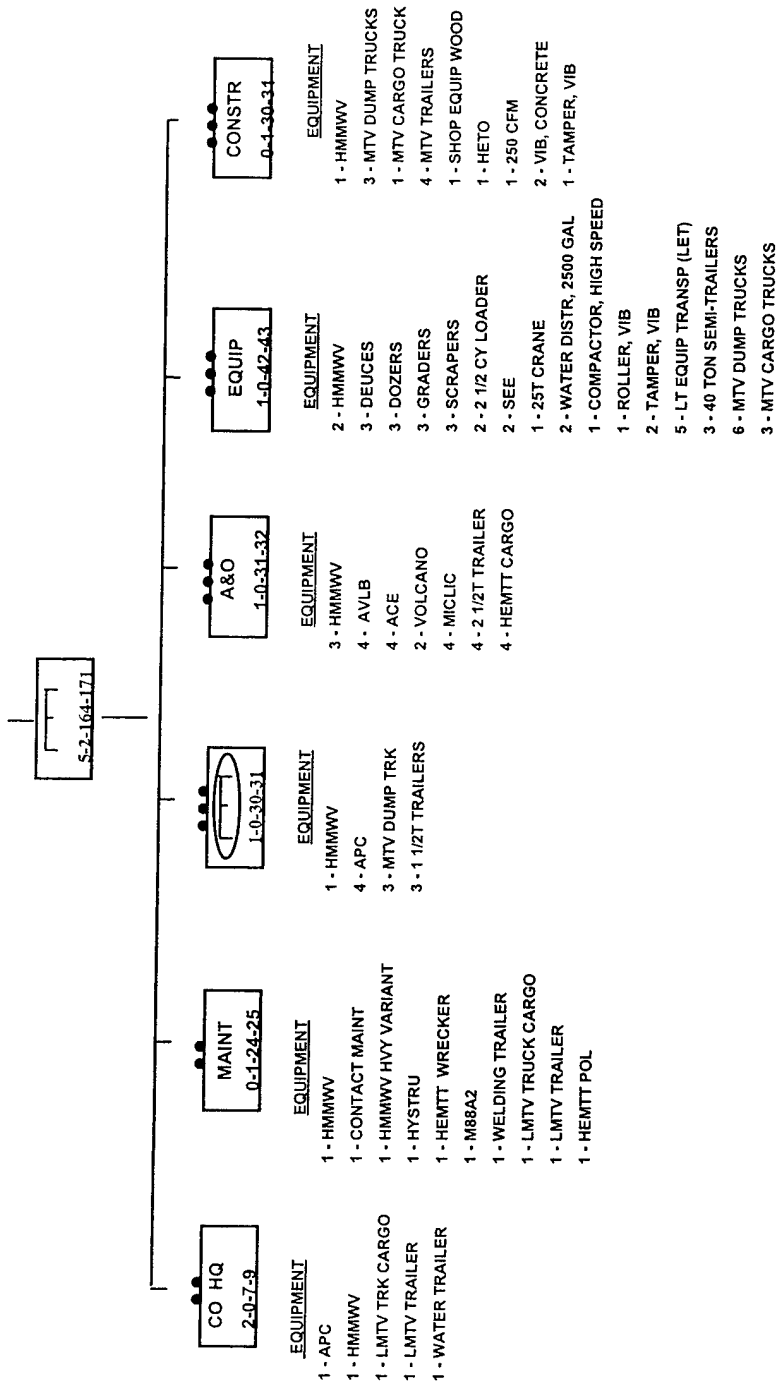 5-2-164-171
CO HQ
2-0-7-9
EQUIPMENT
1 - APC
1 - HMMWV
1 - LMTV TRK CARGO
1 - LMTV TRAILER
1 - WATER TRAILER
MAINT
0-1-24-25
EQUIPMENT
1 - HMMWV
1 - CONTACT MAINT
1 - HMMWV HVY VARIANT
1 - HYSTRU
1 - HEMTT WRECKER
1 - M88A2
1 - WELDING TRAILER
1 - LMTV TRUCK CARGO
1 - LMTV TRAILER
1 - HEMTT POL
1-0-30-31
EQUIPMENT
1 - HMMWV
4 - APC
3 - MTV DUMP TRK
3 - 1 1/2T TRAILERS
A&O
1-0-31-32
EQUIPMENT
3 - HMMWV
4 - AVLB
4 - ACE
2 - VOLCANO
4 - MICLIC
4 - 2 1/2T TRAILER
4 - HEMTT CARGO
EQUIP
1-0-42-43
EQUIPMENT
2 - HMMWV
3 - DEUCES
3 - DOZERS
3 - GRADERS
3 - SCRAPERS
2 - 2 1/2 CY LOADER
2 - SEE
1 - 25T CRANE
2 - WATER DISTR, 2500 GAL
1 - COMPACTOR, HIGH SPEED
1 - ROLLER, VIB
2 - TAMPER, VIB
5 - LT EQUIP TRANSP (LET)
3 - 40 TON SEMI-TRAILERS
6 - MTV DUMP TRUCKS
3 - MTV CARGO TRUCKS
CONSTR
0-1-30-31
EQUIPMENT
1 - HMMWV
3 - MTV DUMP TRUCKS
1 - MTV CARGO TRUCK
4 - MTV TRAILERS
1 - SHOP EQUIP WOOD
1 - HETO
1 - 250 CFM
2 - VIB, CONCRETE
1 - TAMPER, VIB